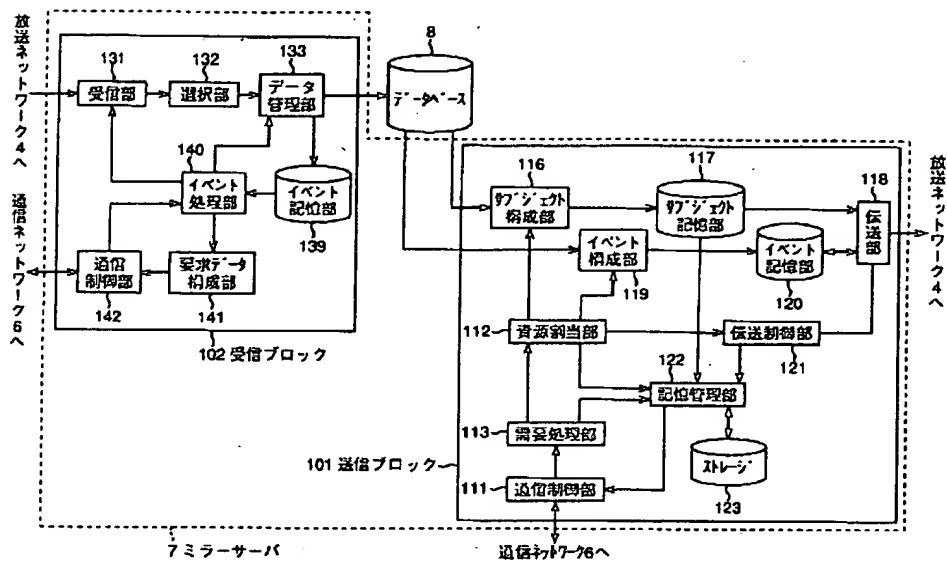 放送ネットワーク4へ
131
受信部
132
選択部
133
データ
管理部
8
データベース
140
イベント
処理部
イベント
記憶部
139
通信ネットワーク6へ
通信
制御部
142
要求データ
構成部
141
102 受信ブロック
116
オブジェクト
構成部
117
オブジェクト
記憶部
118
伝送部
放送ネットワーク4へ
イベント
構成部
119
イベント
記憶部
120
112
資源割当部
伝送制御部
121
122
記憶管理部
113
需要処理部
101 送信ブロック
ストレージ
123
111
通信制御部
7 ミラーサーバ
通信ネットワーク6へ